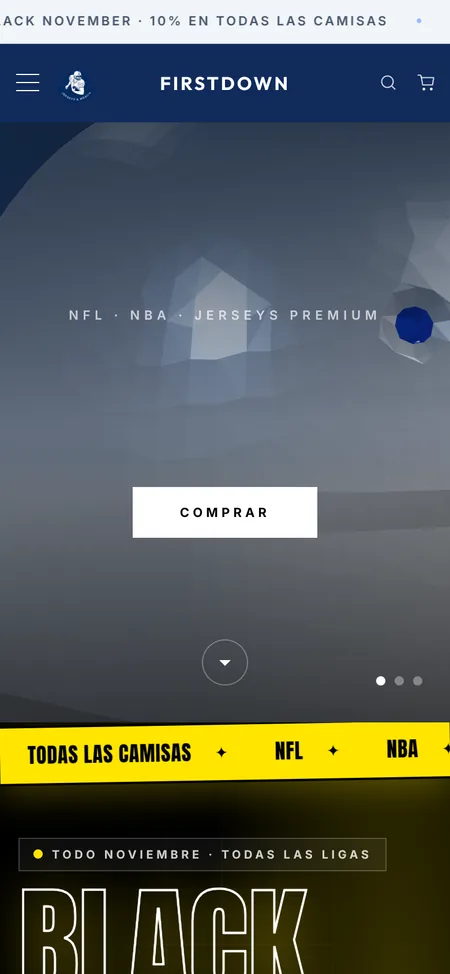 ACK NOVEMBER · 10% EN TODAS LAS CAMISAS
FIRSTDOWN
NFL · NBA · JERSEYS PREMIUM
COMPRAR
TODAS LAS CAMISAS ✦ NFL ✦ NBA ✦
TODO NOVIEMBRE · TODAS LAS LIGAS
BLACK